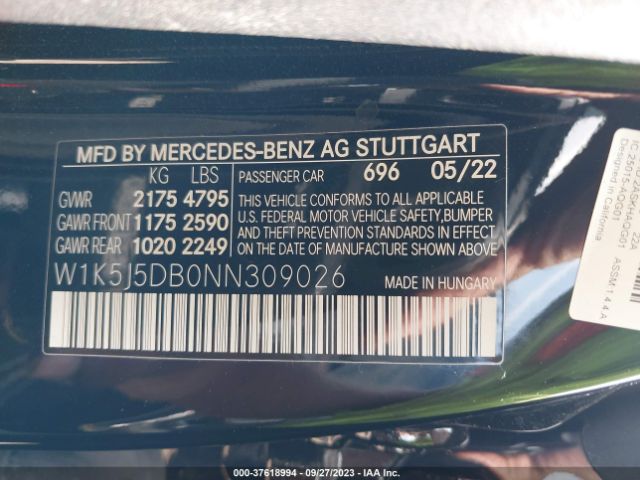 MFD BY MERCEDES-BENZ AG STUTTGART
KG LBS PASSENGER CAR 696 05/22
GVWR 2175 4795
GAWR FRONT 1175 2590
GAWR REAR 1020 2249
THIS VEHICLE CONFORMS TO ALL APPLICABLE
U.S. FEDERAL MOTOR VEHICLE SAFETY, BUMPER
AND THEFT PREVENTION STANDARDS IN EFFECT
ON THE DATE OF MANUFACTURE SHOWN ABOVE.
W1K5J5DB0NN309026 MADE IN HUNGARY
Designed in California
ASSM144A
22A
000-37618994 - 09/27/2023 - IAA Inc.